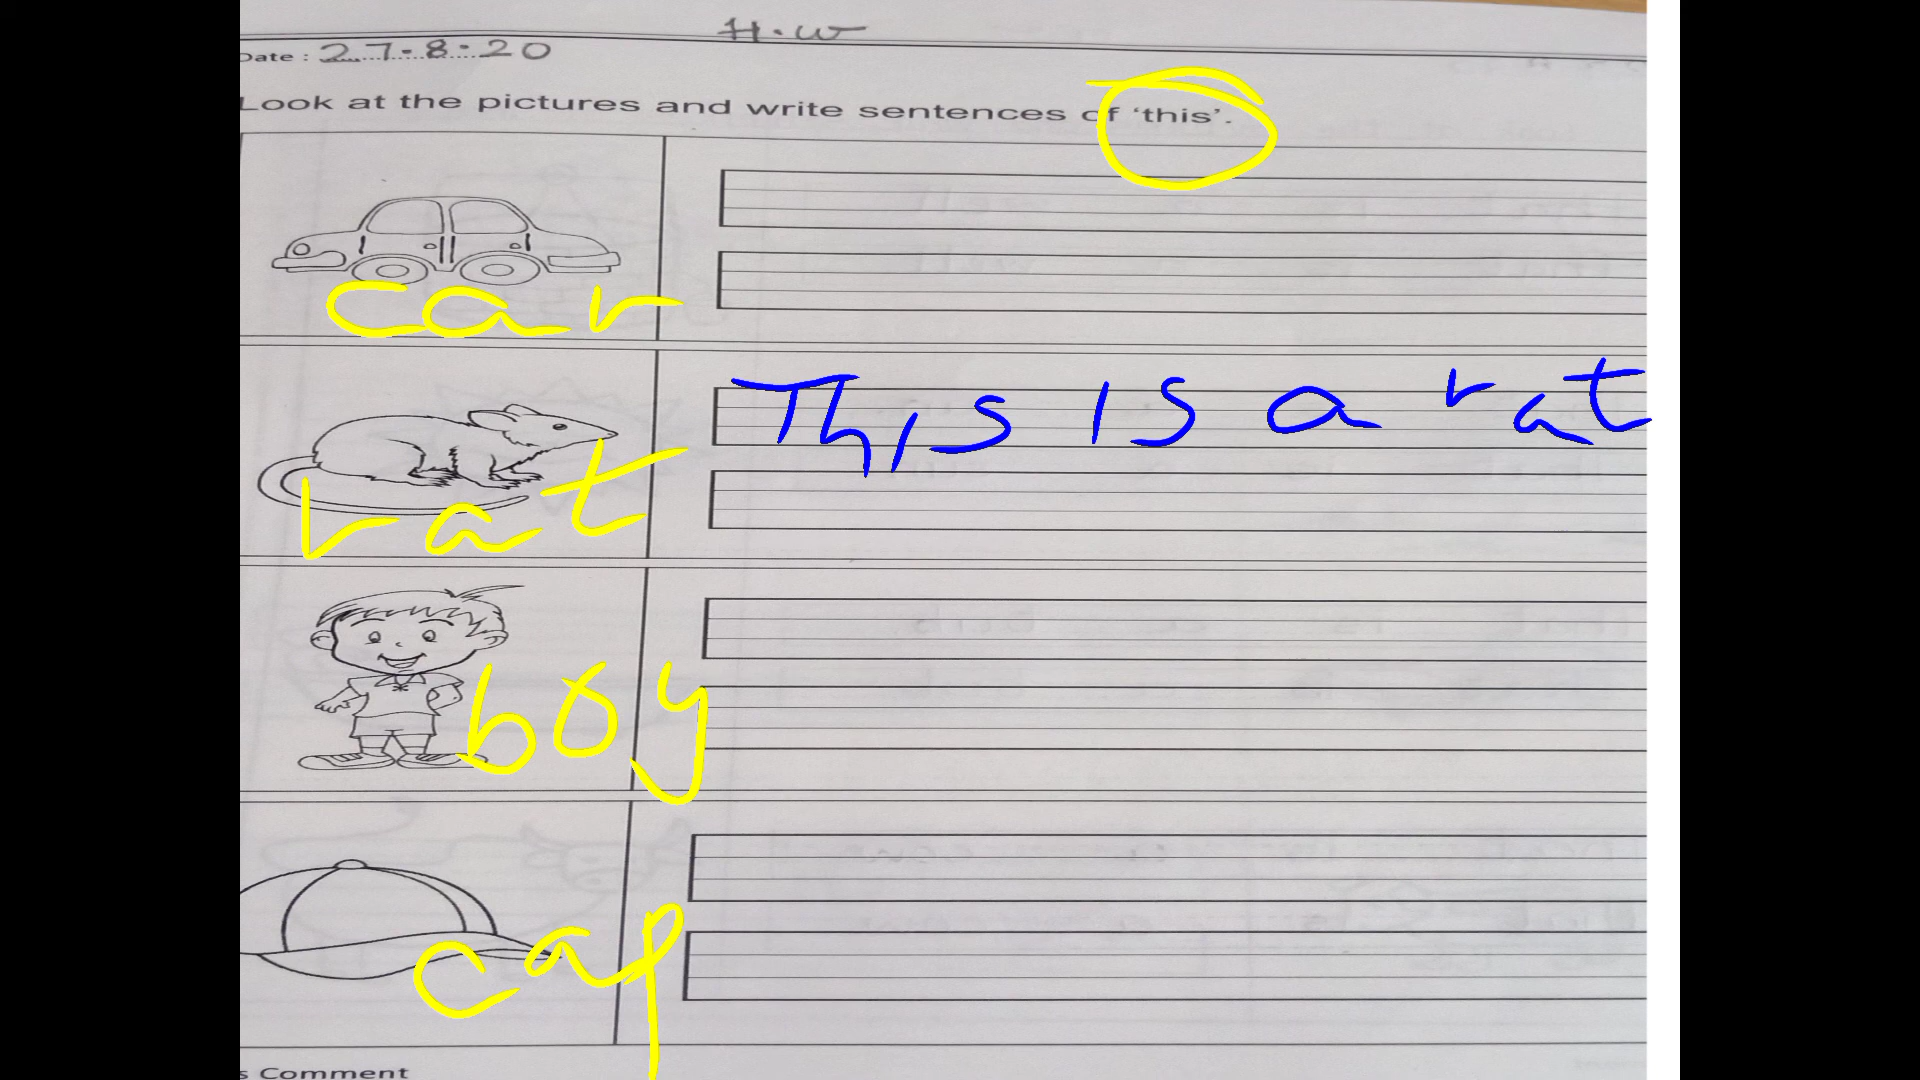 H.W
Date : 27.8.20
Look at the pictures and write sentences of 'this'.
car
This is a rat
rat
boy
cap
s Comment